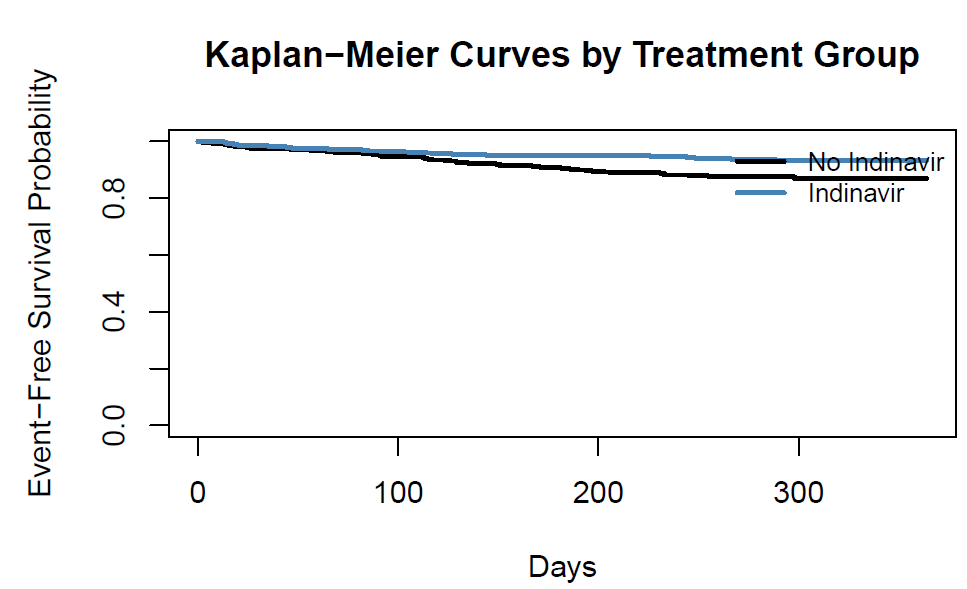 Kaplan−Meier Curves by Treatment Group
Event−Free Survival Probability
0.8
0.4
0.0
No Indinavir
Indinavir
0 100 200 300
Days